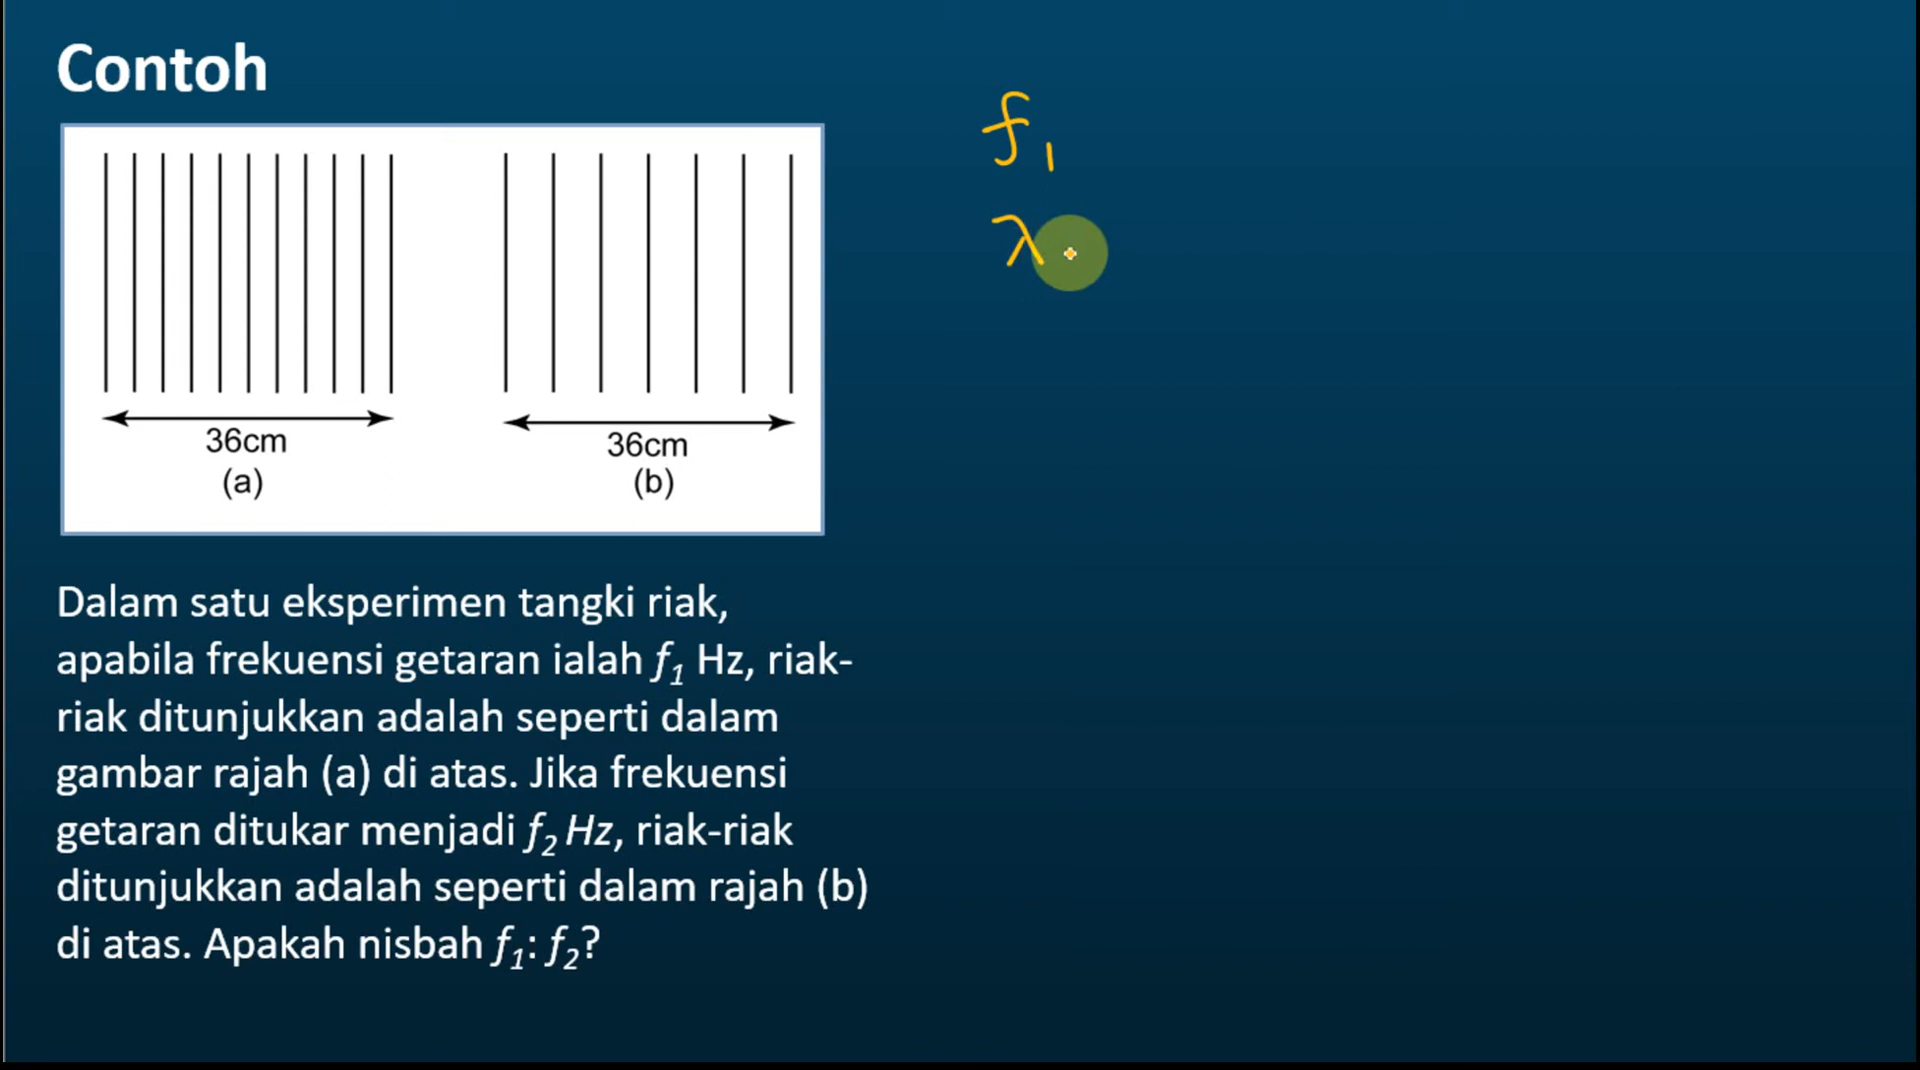 Contoh
36cm
(a)
36cm
(b)
f₁
λ
Dalam satu eksperimen tangki riak,
apabila frekuensi getaran ialah f₁ Hz, riak-
riak ditunjukkan adalah seperti dalam
gambar rajah (a) di atas. Jika frekuensi
getaran ditukar menjadi f₂ Hz, riak-riak
ditunjukkan adalah seperti dalam rajah (b)
di atas. Apakah nisbah f₁: f₂?